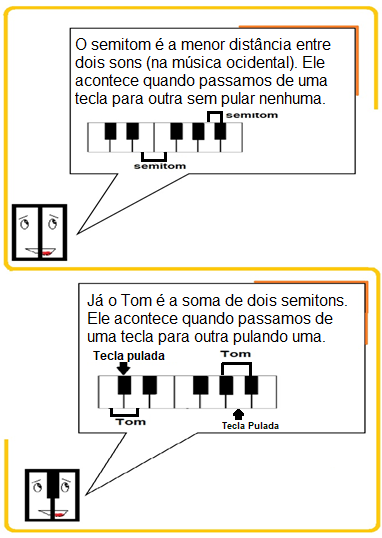 O semitom é a menor distância entre
dois sons (na música ocidental). Ele
acontece quando passamos de uma
tecla para outra sem pular nenhuma.
semitom
semitom
Já o Tom é a soma de dois semitons.
Ele acontece quando passamos de
uma tecla para outra pulando uma.
Tecla pulada
Tom
Tom
Tecla Pulada